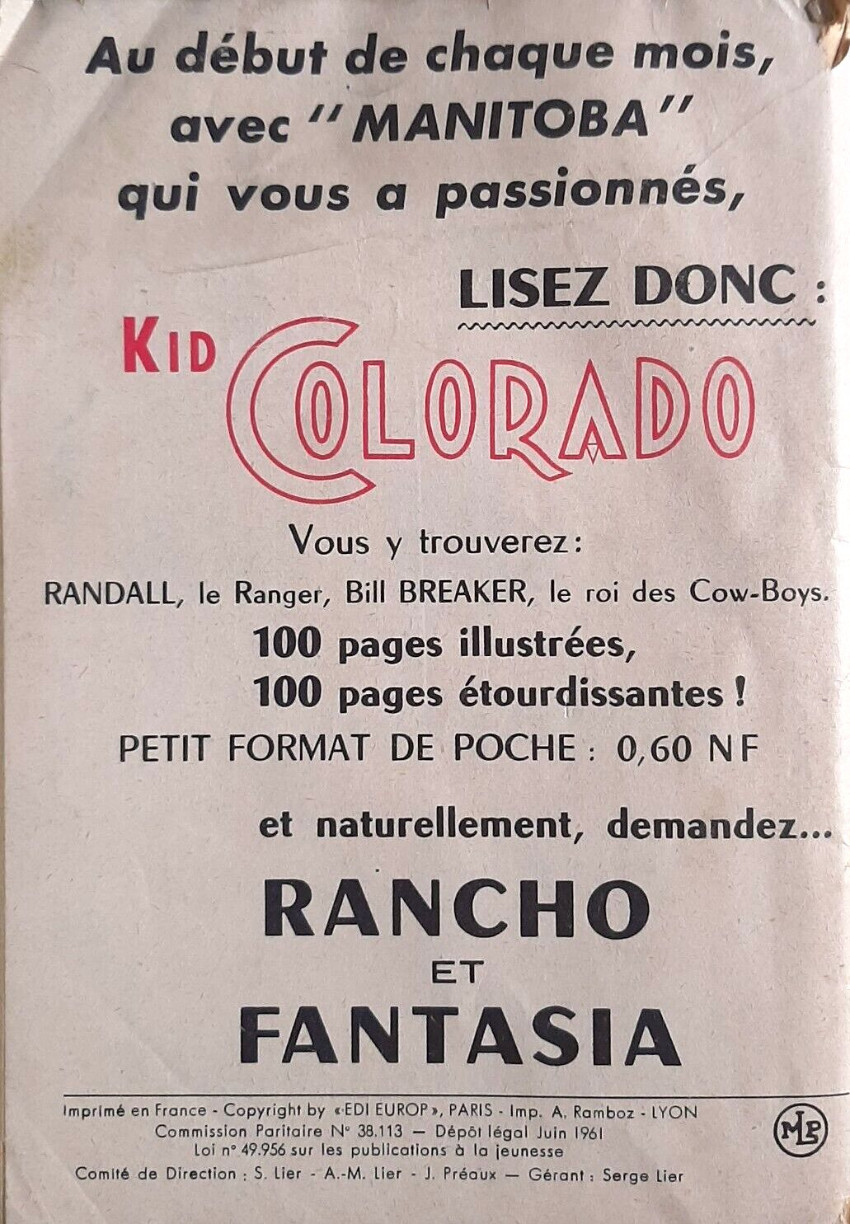 Au début de chaque mois,
avec "MANITOBA"
qui vous a passionnés,
LISEZ DONC :
KID COLORADO
Vous y trouverez :
RANDALL, le Ranger, Bill BREAKER, le roi des Cow-Boys.
100 pages illustrées,
100 pages étourdissantes !
PETIT FORMAT DE POCHE : 0,60 NF
et naturellement, demandez...
RANCHO
ET
FANTASIA
Imprimé en France - Copyright by «EDI EUROP», PARIS - Imp. A. Ramboz - LYON
Commission Paritaire N° 38.113 — Dépôt légal Juin 1961
Loi n° 49.956 sur les publications à la jeunesse
Comité de Direction : S. Lier - A.-M. Lier - J. Préaux — Gérant : Serge Lier
MLP